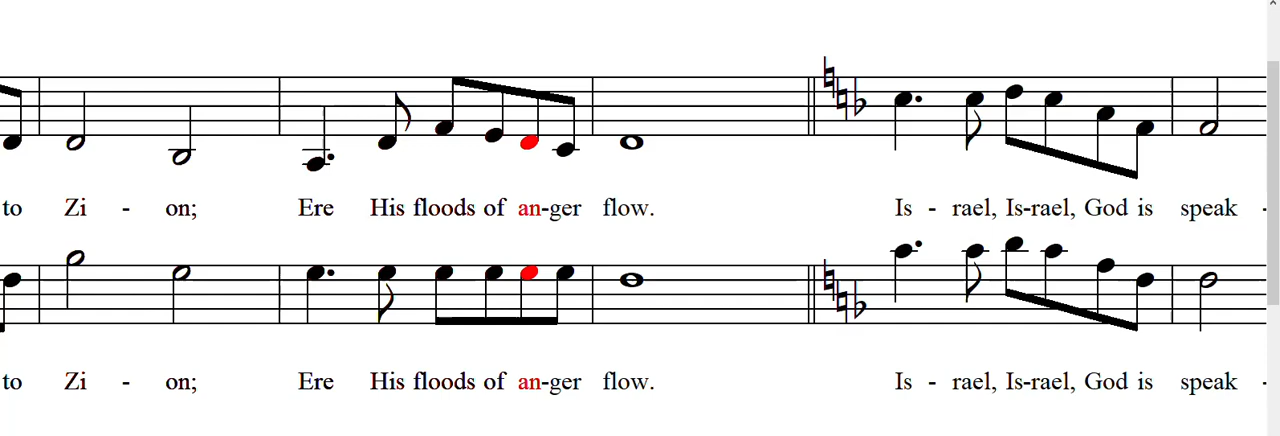 to Zi - on; Ere His floods of an-ger flow. Is - rael, Is-rael, God is speak -
to Zi - on; Ere His floods of an-ger flow. Is - rael, Is-rael, God is speak -